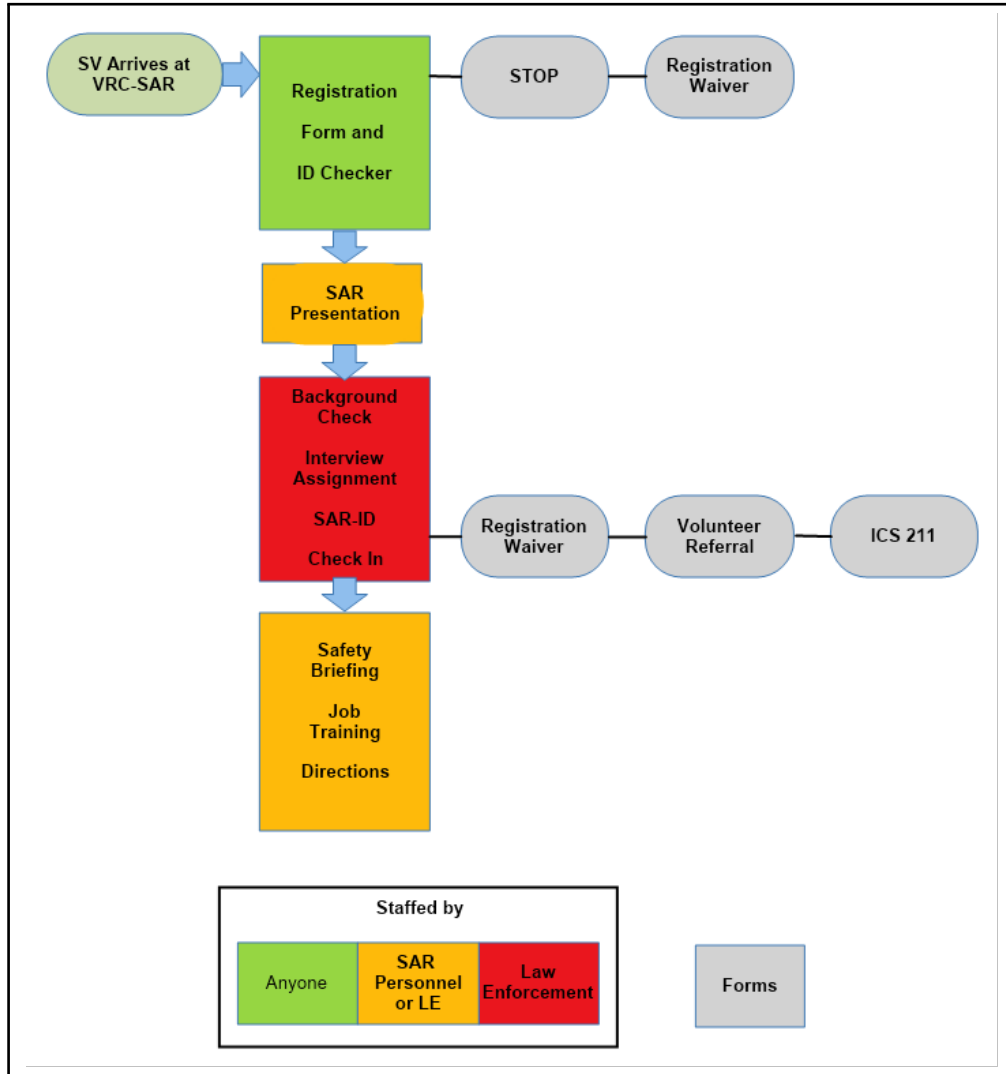 SV Arrives at
VRC-SAR
Registration
Form and
ID Checker
STOP
Registration
Waiver
SAR
Presentation
Background
Check
Interview
Assignment
SAR-ID
Check In
Registration
Waiver
Volunteer
Referral
ICS 211
Safety
Briefing
Job
Training
Directions
Staffed by
Anyone
SAR
Personnel
or LE
Law
Enforcement
Forms